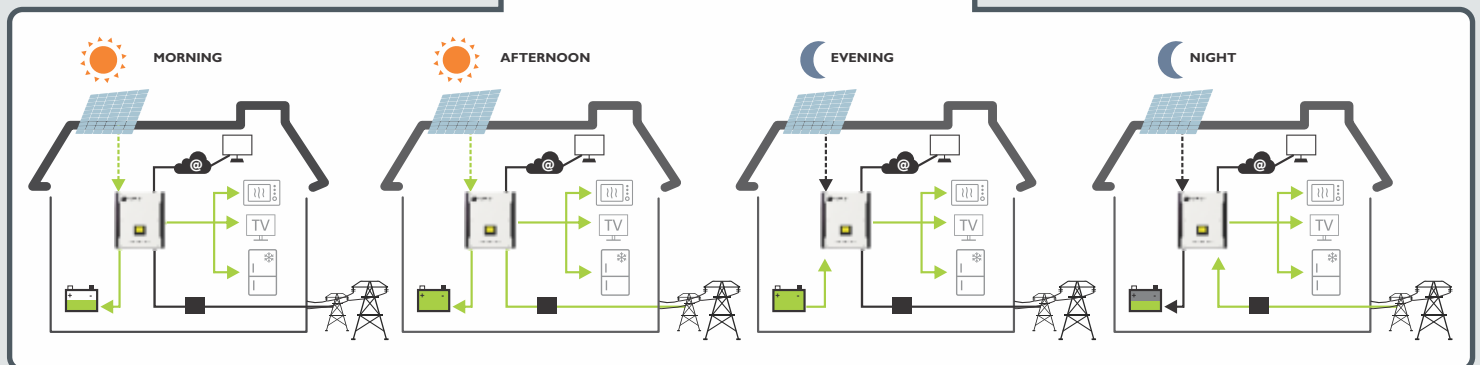 MORNING
AFTERNOON
EVENING
NIGHT
@
@
@
@
TV
TV
TV
TV
+ -
+ -
+ -
+ -